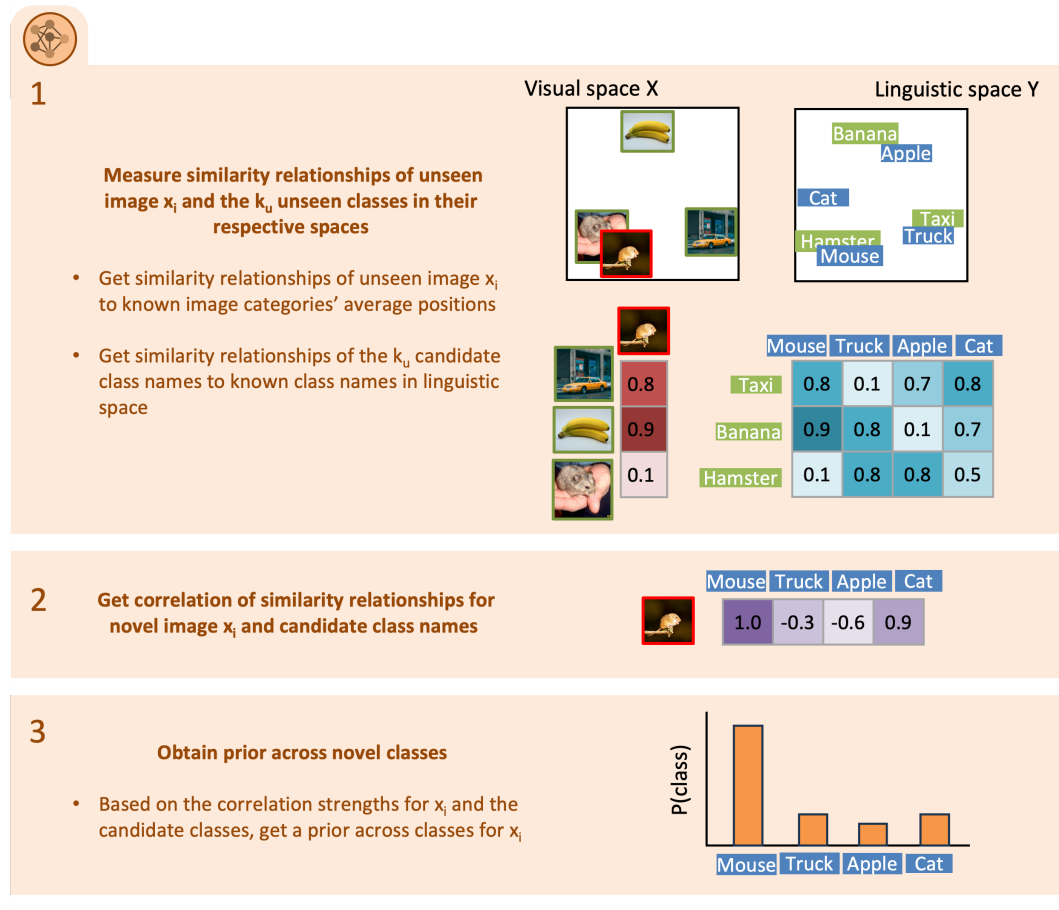 1
Visual space X
Linguistic space Y
Measure similarity relationships of unseen
image xi and the ku unseen classes in their
respective spaces
• Get similarity relationships of unseen image xi
to known image categories’ average positions
• Get similarity relationships of the ku candidate
class names to known class names in linguistic
space
Banana
Apple
Cat
Taxi
Truck
Hamster
Mouse
0.8
0.9
0.1
Mouse Truck Apple Cat
Taxi 0.8 0.1 0.7 0.8
Banana 0.9 0.8 0.1 0.7
Hamster 0.1 0.8 0.8 0.5
2
Get correlation of similarity relationships for
novel image xi and candidate class names
Mouse Truck Apple Cat
1.0 -0.3 -0.6 0.9
3
Obtain prior across novel classes
• Based on the correlation strengths for xi and the
candidate classes, get a prior across classes for xi
P(class)
Mouse Truck Apple Cat